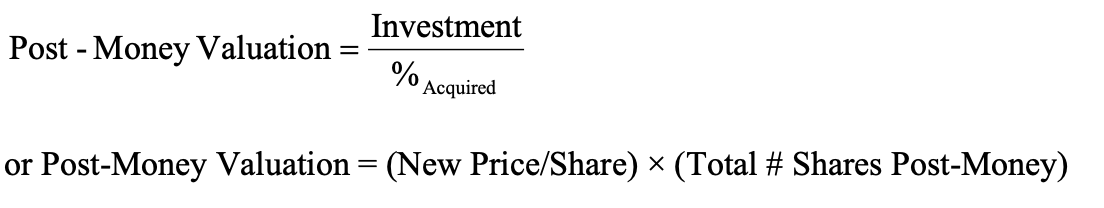 Post - Money Valuation = Investment / % Acquired
or Post-Money Valuation = (New Price/Share) × (Total # Shares Post-Money)